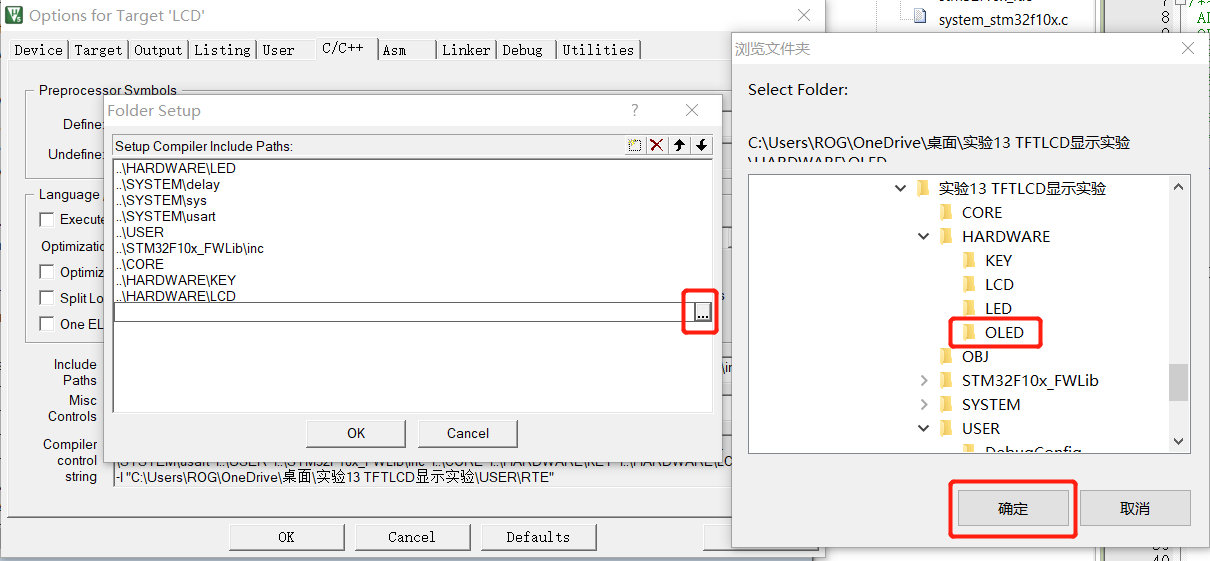 Options for Target 'LCD'
Device Target Output Listing User C/C++ Asm Linker Debug Utilities
Preprocessor Symbols
Define:
Undefine:
Language
Execute
Optimizatio
Optimiz
Split Lo
One EL
Include
Paths
Misc
Controls
Compiler
control
string
\SYSTEM\usart -I..\USER -I..\STM32F10x_FWLib\inc -I..\CORE -I..\HARDWARE\KEY -I..\HARDWARE\LC
-I "C:\Users\ROG\OneDrive\桌面\实验13 TFTLCD显示实验\USER\RTE"
OK Cancel Defaults
Folder Setup
?
Setup Compiler Include Paths:
..\HARDWARE\LED
..\SYSTEM\delay
..\SYSTEM\sys
..\SYSTEM\usart
..\USER
..\STM32F10x_FWLib\inc
..\CORE
..\HARDWARE\KEY
..\HARDWARE\LCD
...
OK Cancel
system_stm32f10x.c
7
8
浏览文件夹
Select Folder:
C:\Users\ROG\OneDrive\桌面\实验13 TFTLCD显示实验
\HARDWARE\OLED
实验13 TFTLCD显示实验
CORE
HARDWARE
KEY
LCD
LED
OLED
OBJ
STM32F10x_FWLib
SYSTEM
USER
DebugConfig
确定 取消
40